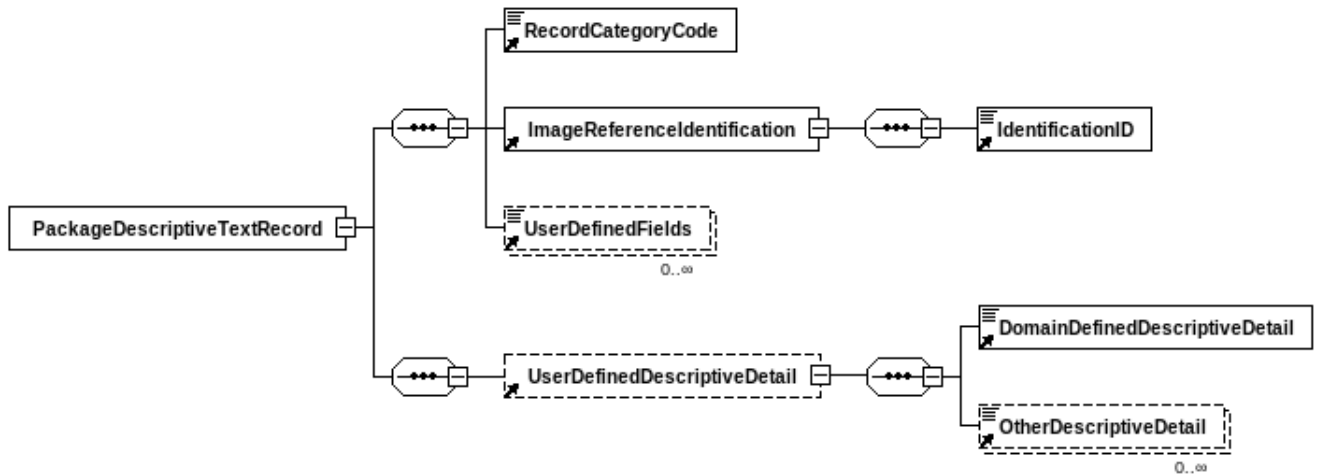 RecordCategoryCode
ImageReferenceIdentification
IdentificationID
PackageDescriptiveTextRecord
UserDefinedFields
0..∞
DomainDefinedDescriptiveDetail
UserDefinedDescriptiveDetail
OtherDescriptiveDetail
0..∞